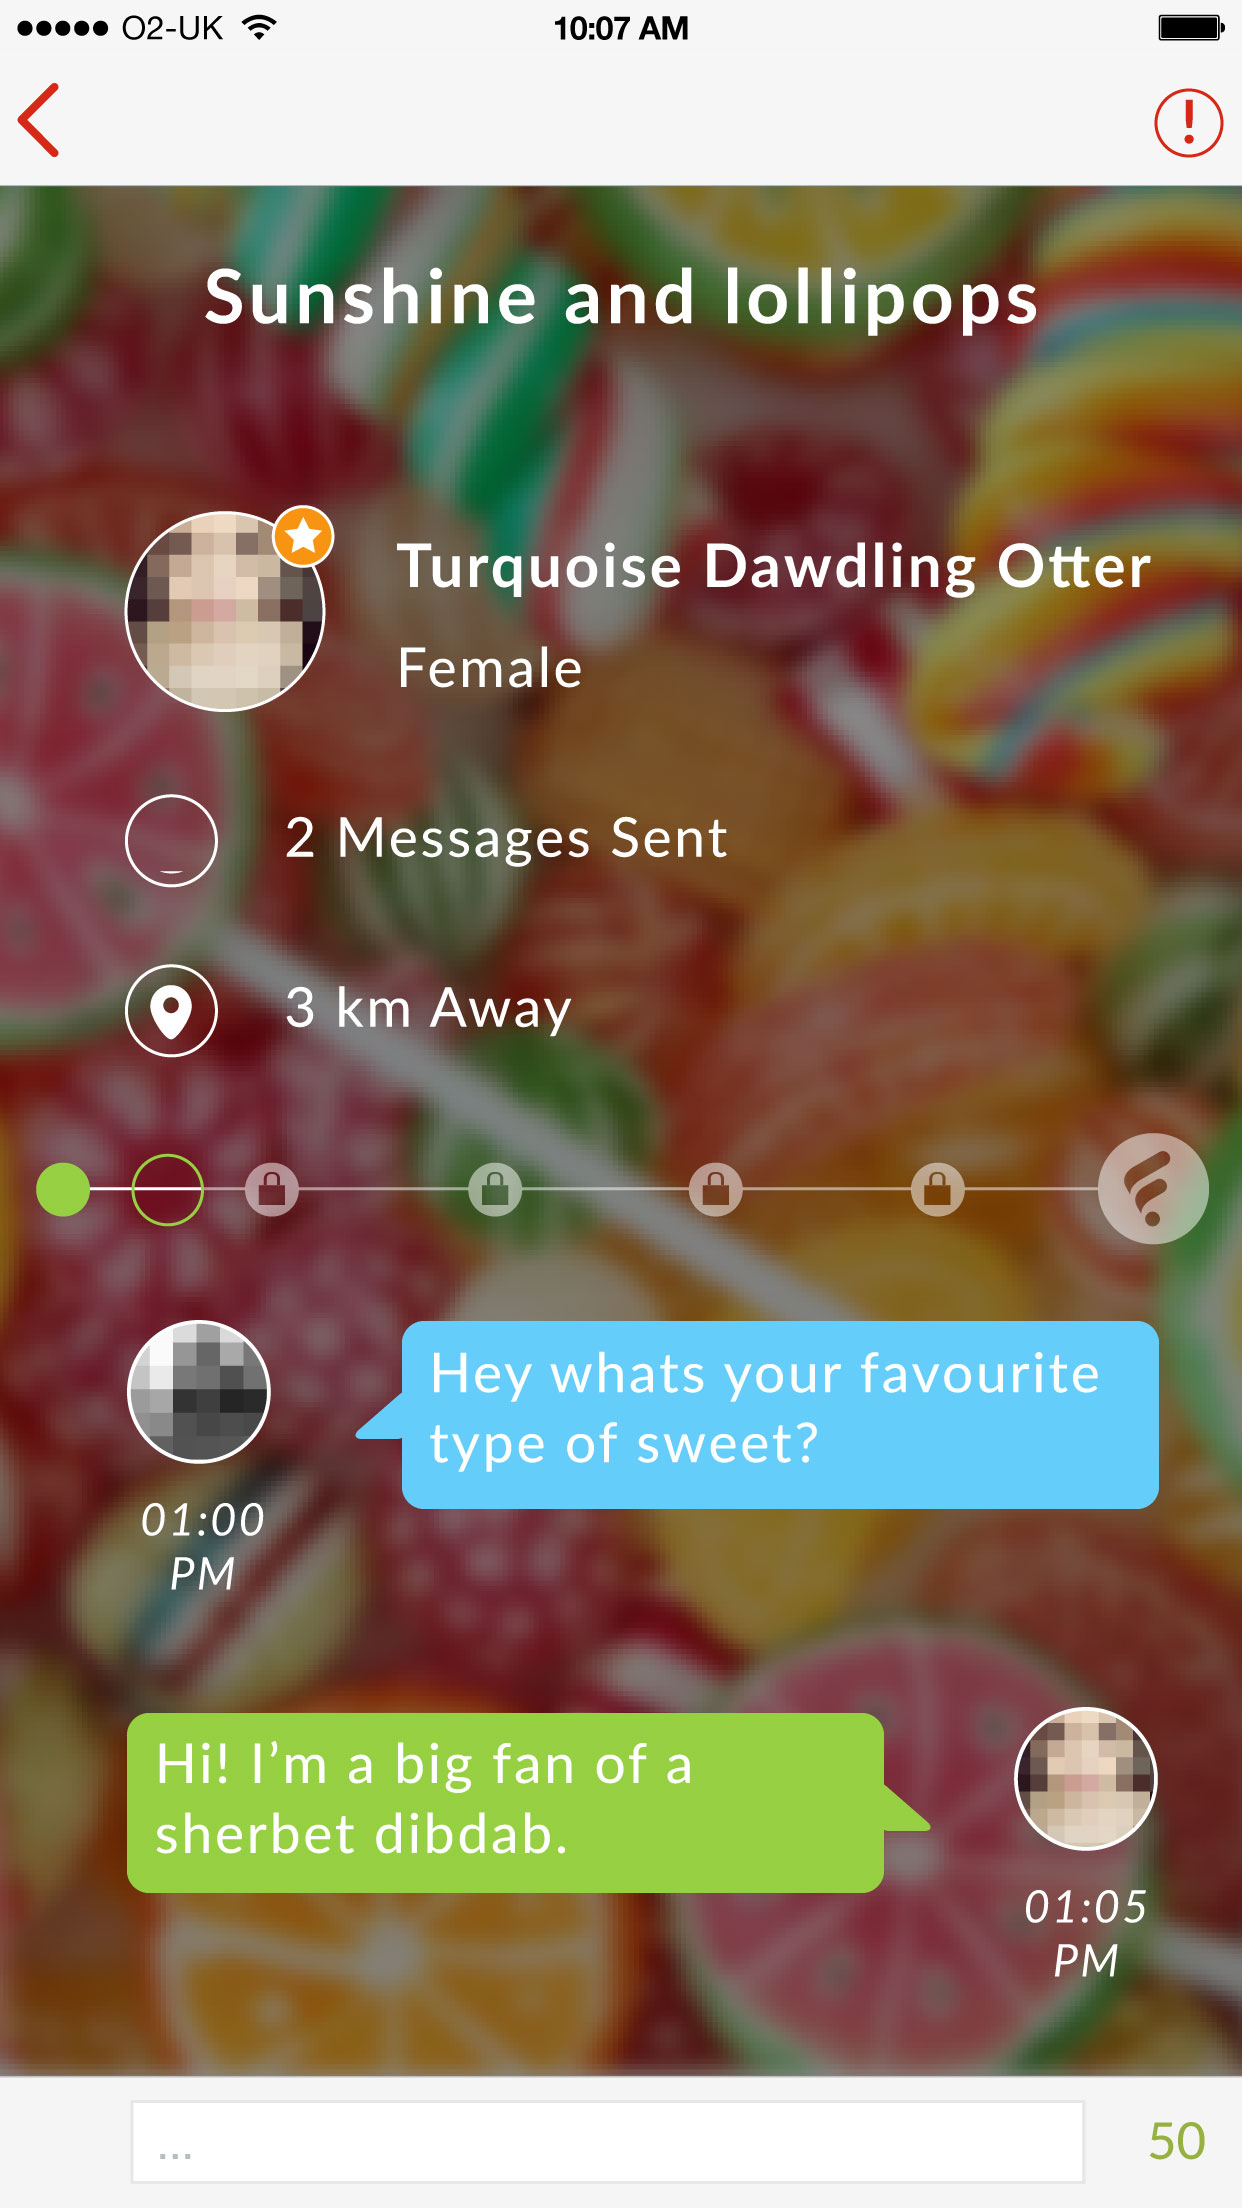 O2-UK 10:07 AM
Sunshine and lollipops
Turquoise Dawdling Otter
Female
2 Messages Sent
3 km Away
Hey whats your favourite
type of sweet?
01:00
PM
Hi! I’m a big fan of a
sherbet dibdab.
01:05
PM
... 50